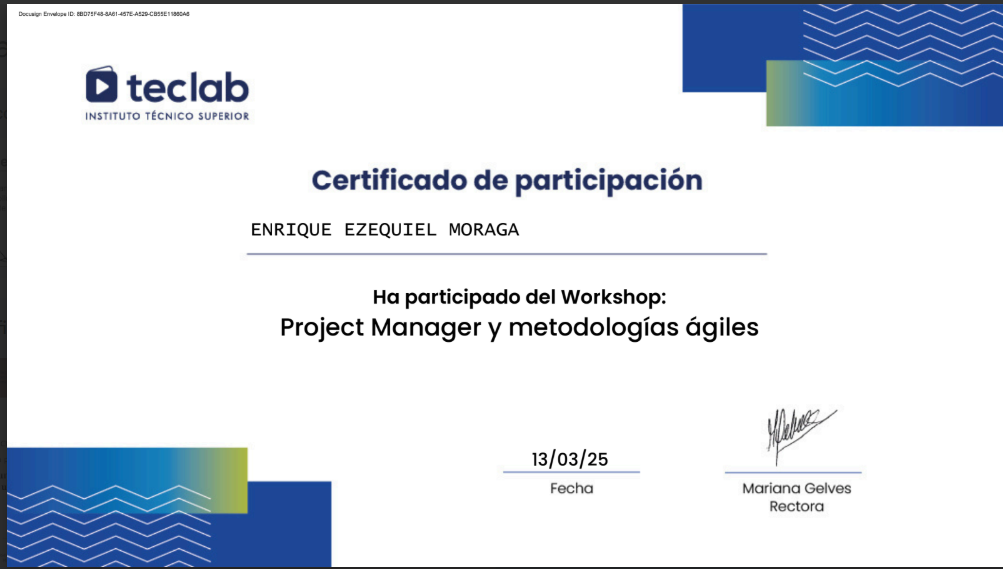 Docusign Envelope ID: 8BD75F48-8A61-457E-A529-CB55E11860A6
teclab
INSTITUTO TÉCNICO SUPERIOR
Certificado de participación
ENRIQUE EZEQUIEL MORAGA
Ha participado del Workshop:
Project Manager y metodologías ágiles
13/03/25
Fecha
Mariana Gelves
Rectora